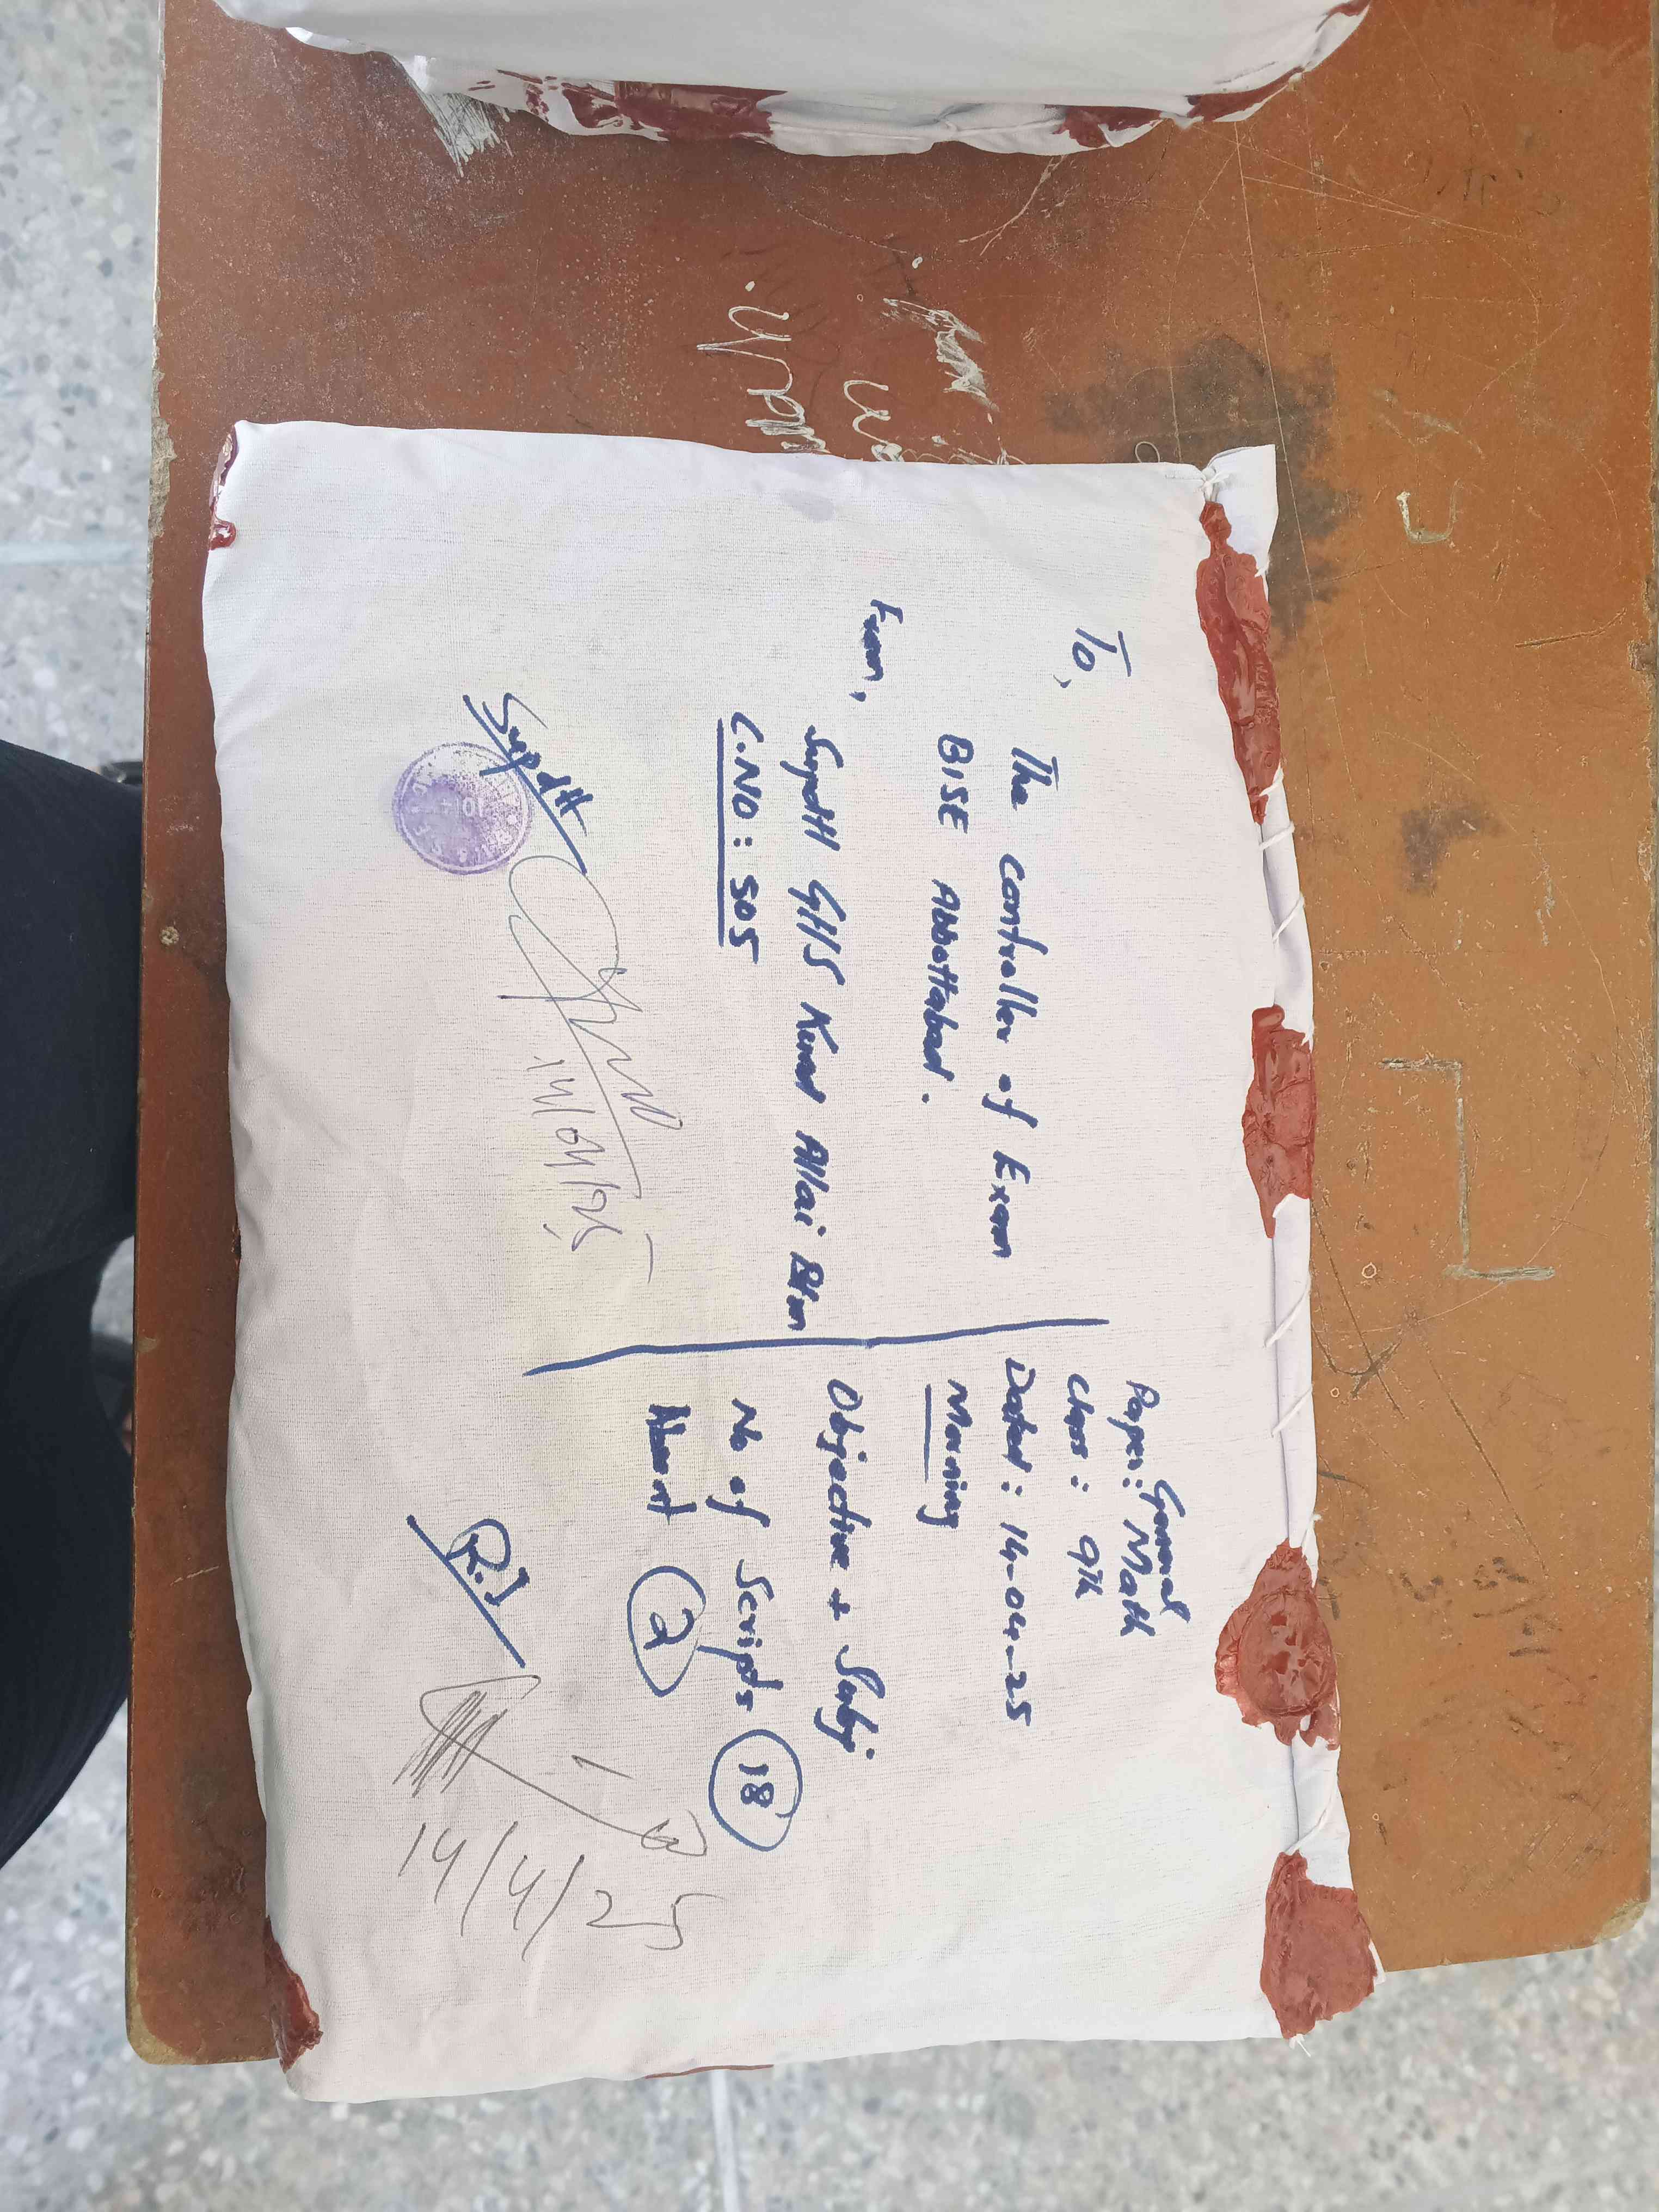 To,
The Controller of Exam
BISE Abbottabad.
From,
Supdtt GHS Kund Allai Btm
C.NO: 505
Supdtt
14/04/25
General
Paper: Math
Class: 9th
Dated: 14-04-25
Morning
Objective + Subj:
No of Scripts 18
Absent 2
R.I
14/4/25